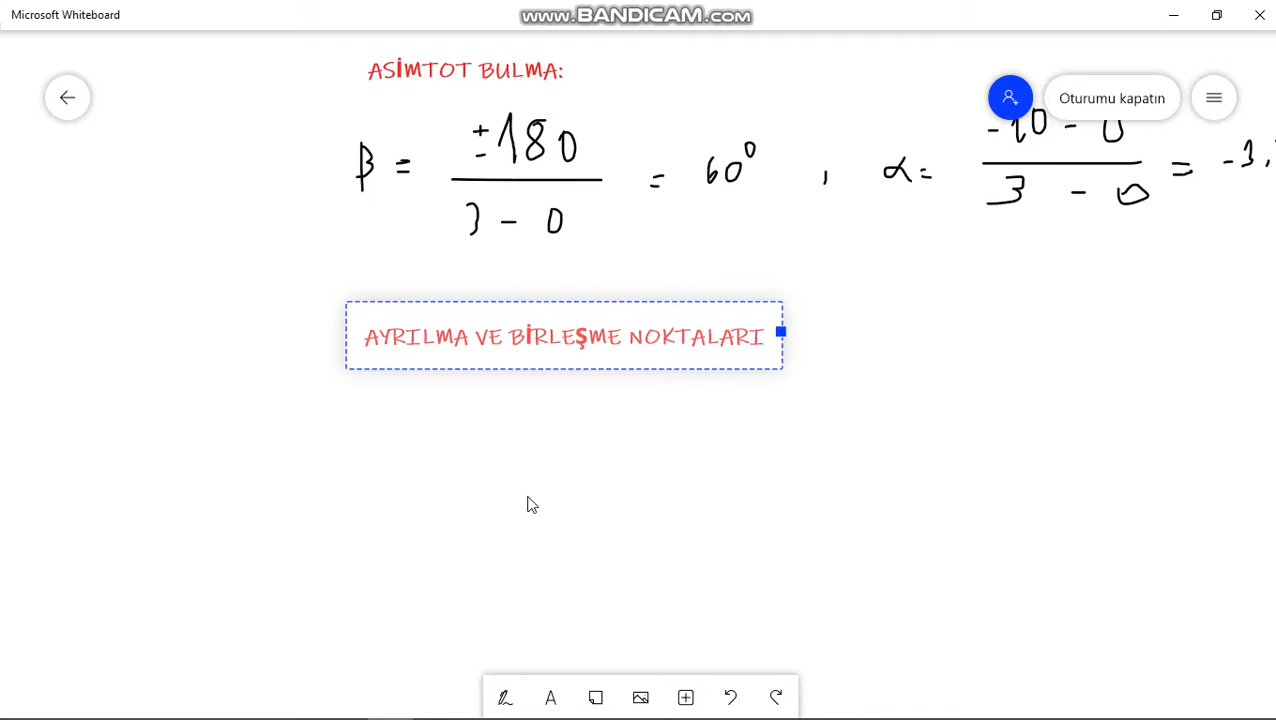 Microsoft Whiteboard
www.BANDICAM.com
ASİMTOT BULMA:
Oturumu kapatın
β = ±180 / 3 - 0 = 60⁰ , α = -10 - 0 / 3 - 0 = -3,
AYRILMA VE BİRLEŞME NOKTALARI
A